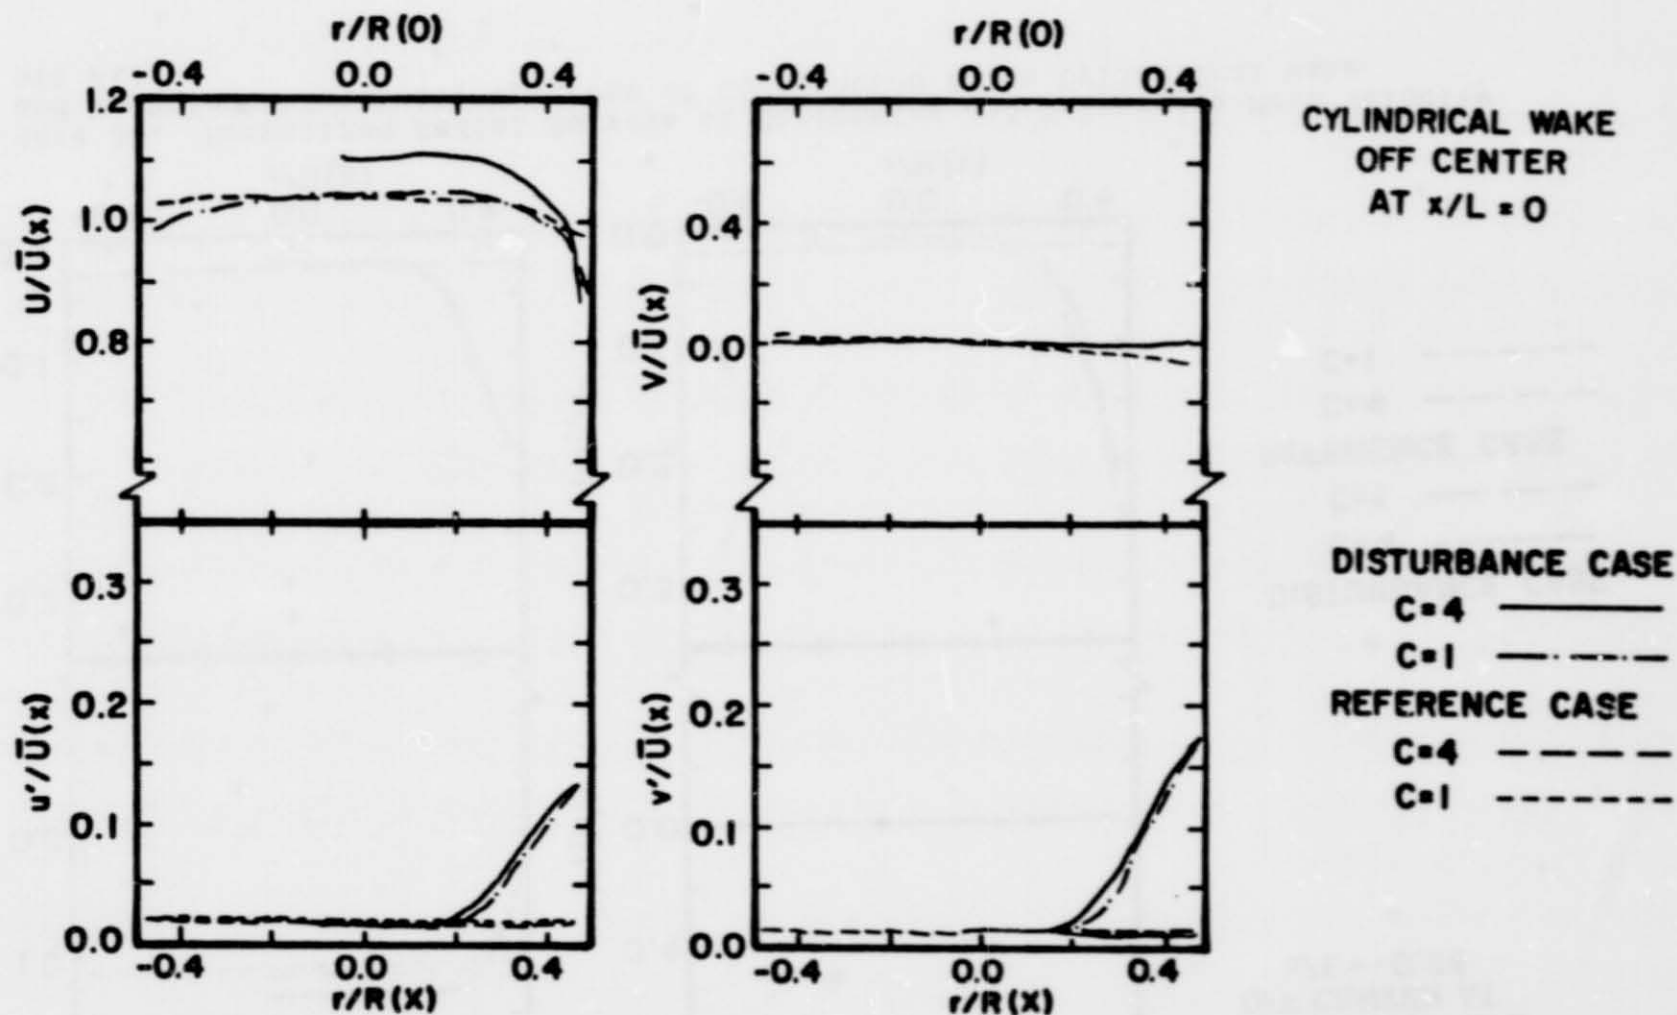 r/R(0)
-0.4 0.0 0.4
1.2
1.0
0.8
U/Ū(x)
r/R(0)
-0.4 0.0 0.4
0.4
0.0
V/Ū(x)
CYLINDRICAL WAKE
OFF CENTER
AT x/L = 0
0.3
0.2
0.1
0.0
u'/Ū(x)
-0.4 0.0 0.4
r/R(X)
0.3
0.2
0.1
0.0
v'/Ū(x)
-0.4 0.0 0.4
r/R(X)
DISTURBANCE CASE
C=4
C=1
REFERENCE CASE
C=4
C=1